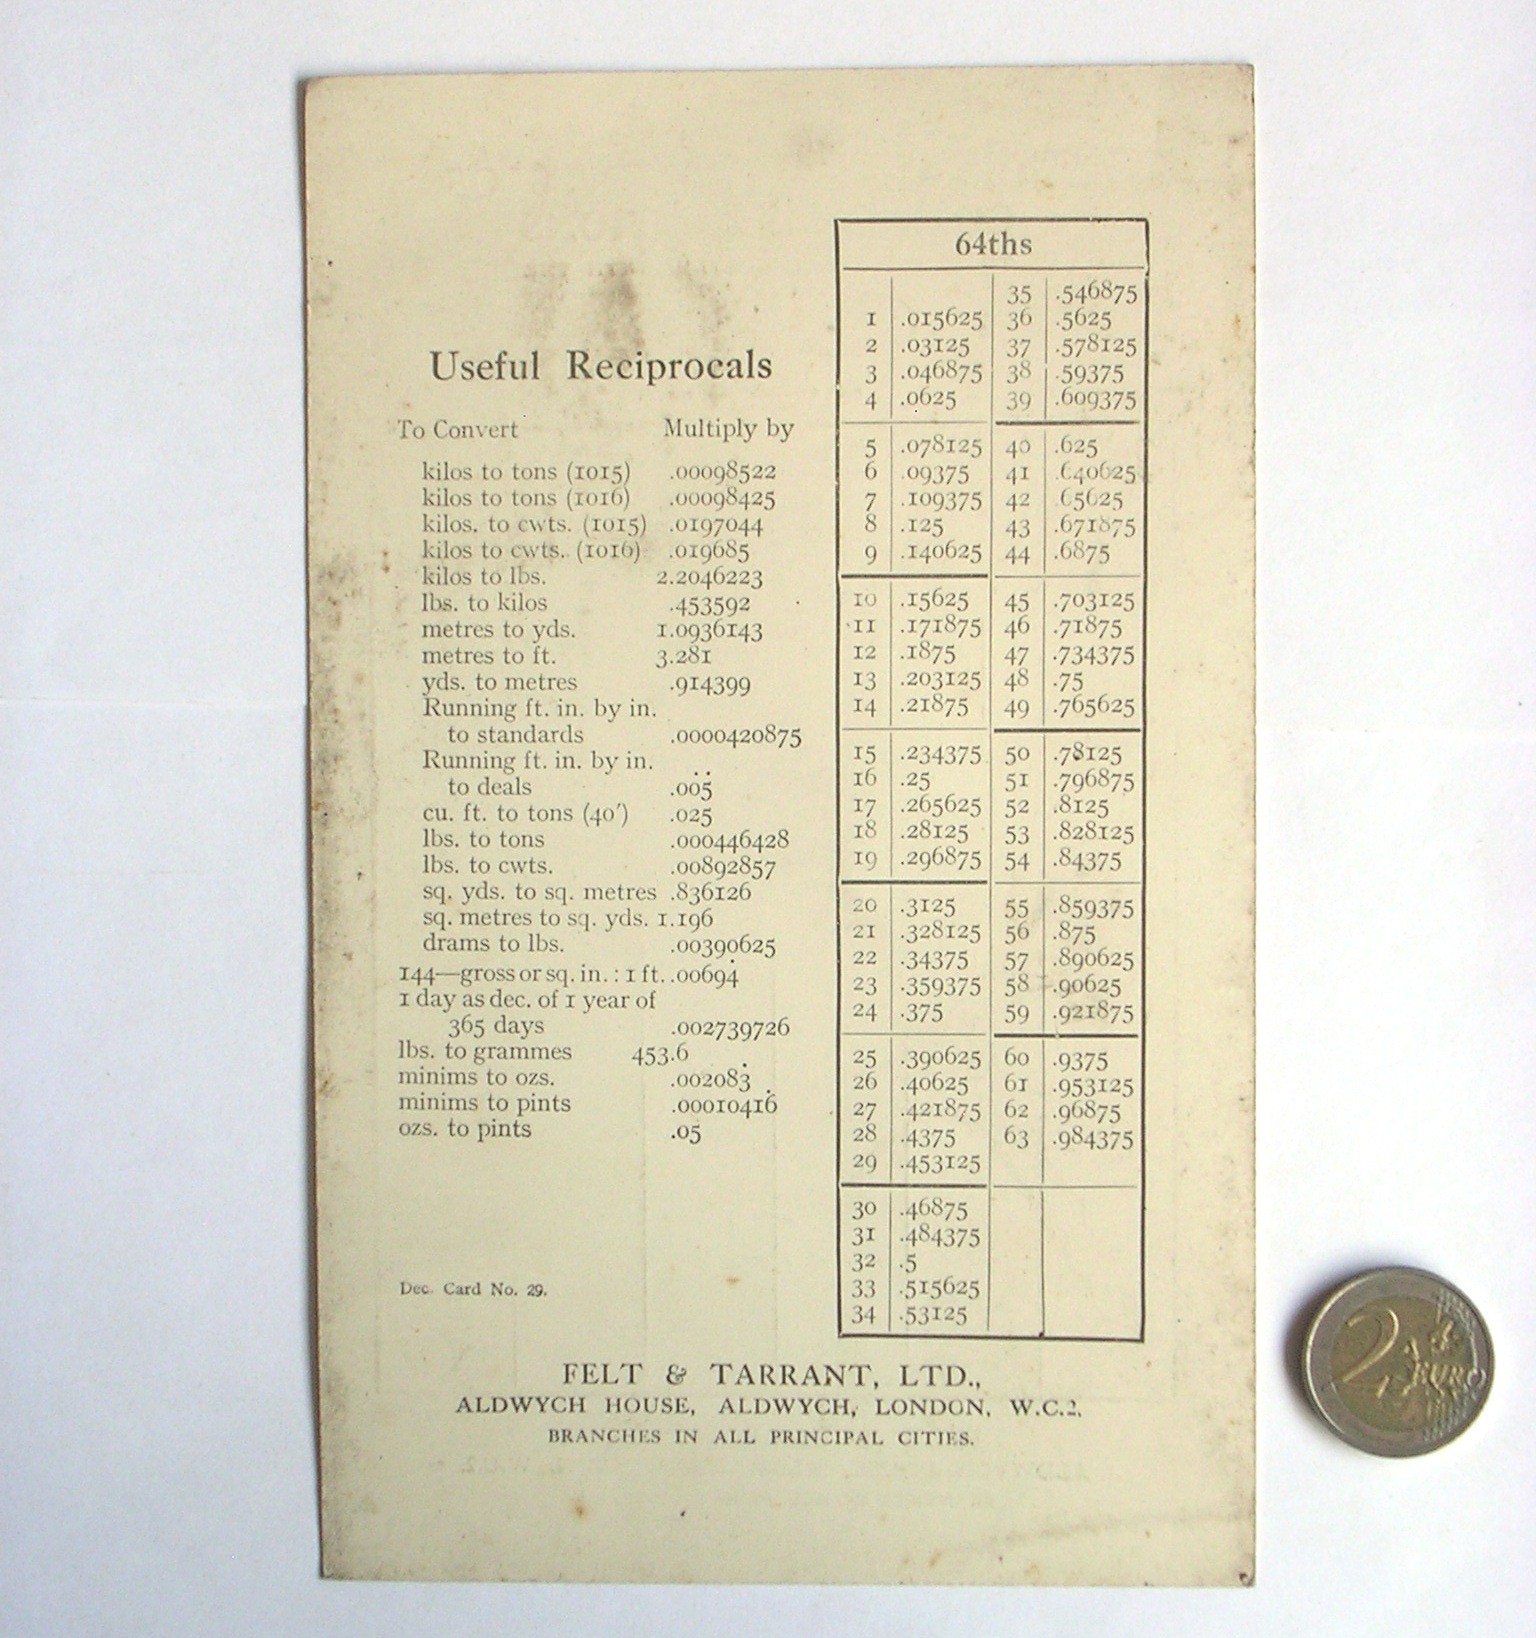 Useful Reciprocals
To Convert Multiply by
kilos to tons (1015) .00098522
kilos to tons (1016) .00098425
kilos. to cwts. (1015) .0197044
kilos to cwts. (1016) .019685
kilos to lbs. 2.2046223
lbs. to kilos .453592
metres to yds. 1.0936143
metres to ft. 3.281
yds. to metres .914399
Running ft. in. by in.
to standards .0000420875
Running ft. in. by in.
to deals .005̇
cu. ft. to tons (40') .025
lbs. to tons .000446428
lbs. to cwts. .00892857
sq. yds. to sq. metres .836126
sq. metres to sq. yds. 1.196
drams to lbs. .00390625
144—gross or sq. in. : 1 ft. .00694̇
1 day as dec. of 1 year of
365 days .002739726
lbs. to grammes 453.6
minims to ozs. .002083̇
minims to pints .00010416̇
ozs. to pints .05
Dec. Card No. 29.
64ths
35 .546875
1 .015625 36 .5625
2 .03125 37 .578125
3 .046875 38 .59375
4 .0625 39 .609375
5 .078125 40 .625
6 .09375 41 .640625
7 .109375 42 .65625
8 .125 43 .671875
9 .140625 44 .6875
10 .15625 45 .703125
11 .171875 46 .71875
12 .1875 47 .734375
13 .203125 48 .75
14 .21875 49 .765625
15 .234375 50 .78125
16 .25 51 .796875
17 .265625 52 .8125
18 .28125 53 .828125
19 .296875 54 .84375
20 .3125 55 .859375
21 .328125 56 .875
22 .34375 57 .890625
23 .359375 58 .90625
24 .375 59 .921875
25 .390625 60 .9375
26 .40625 61 .953125
27 .421875 62 .96875
28 .4375 63 .984375
29 .453125
30 .46875
31 .484375
32 .5
33 .515625
34 .53125
FELT & TARRANT, LTD.,
ALDWYCH HOUSE, ALDWYCH, LONDON, W.C.2.
BRANCHES IN ALL PRINCIPAL CITIES.
2 EURO